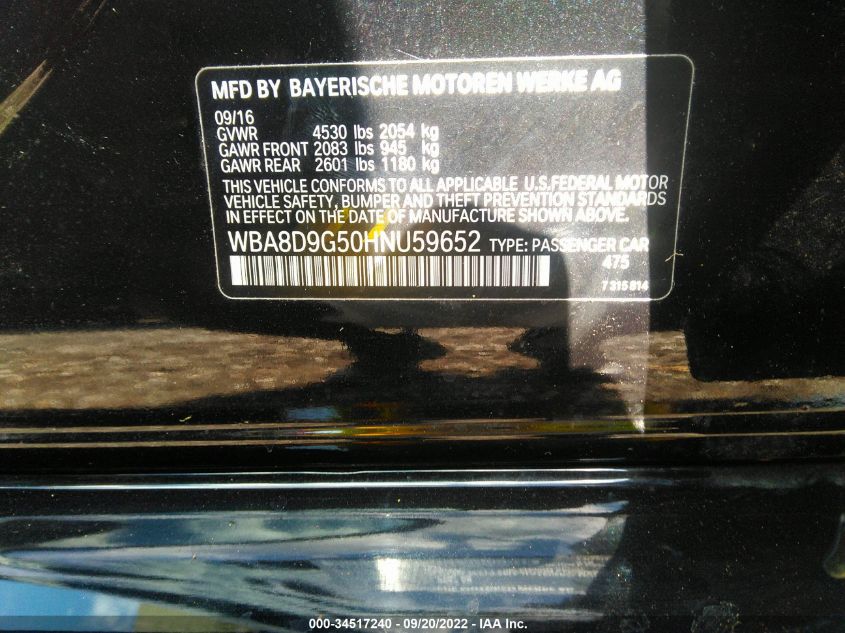 MFD BY BAYERISCHE MOTOREN WERKE AG
09/16
GVWR 4530 lbs 2054 kg
GAWR FRONT 2083 lbs 945 kg
GAWR REAR 2601 lbs 1180 kg
THIS VEHICLE CONFORMS TO ALL APPLICABLE U.S.FEDERAL MOTOR
VEHICLE SAFETY, BUMPER AND THEFT PREVENTION STANDARDS
IN EFFECT ON THE DATE OF MANUFACTURE SHOWN ABOVE.
WBA8D9G50HNU59652 TYPE: PASSENGER CAR
475
7 315 814
000-34517240 - 09/20/2022 - IAA Inc.